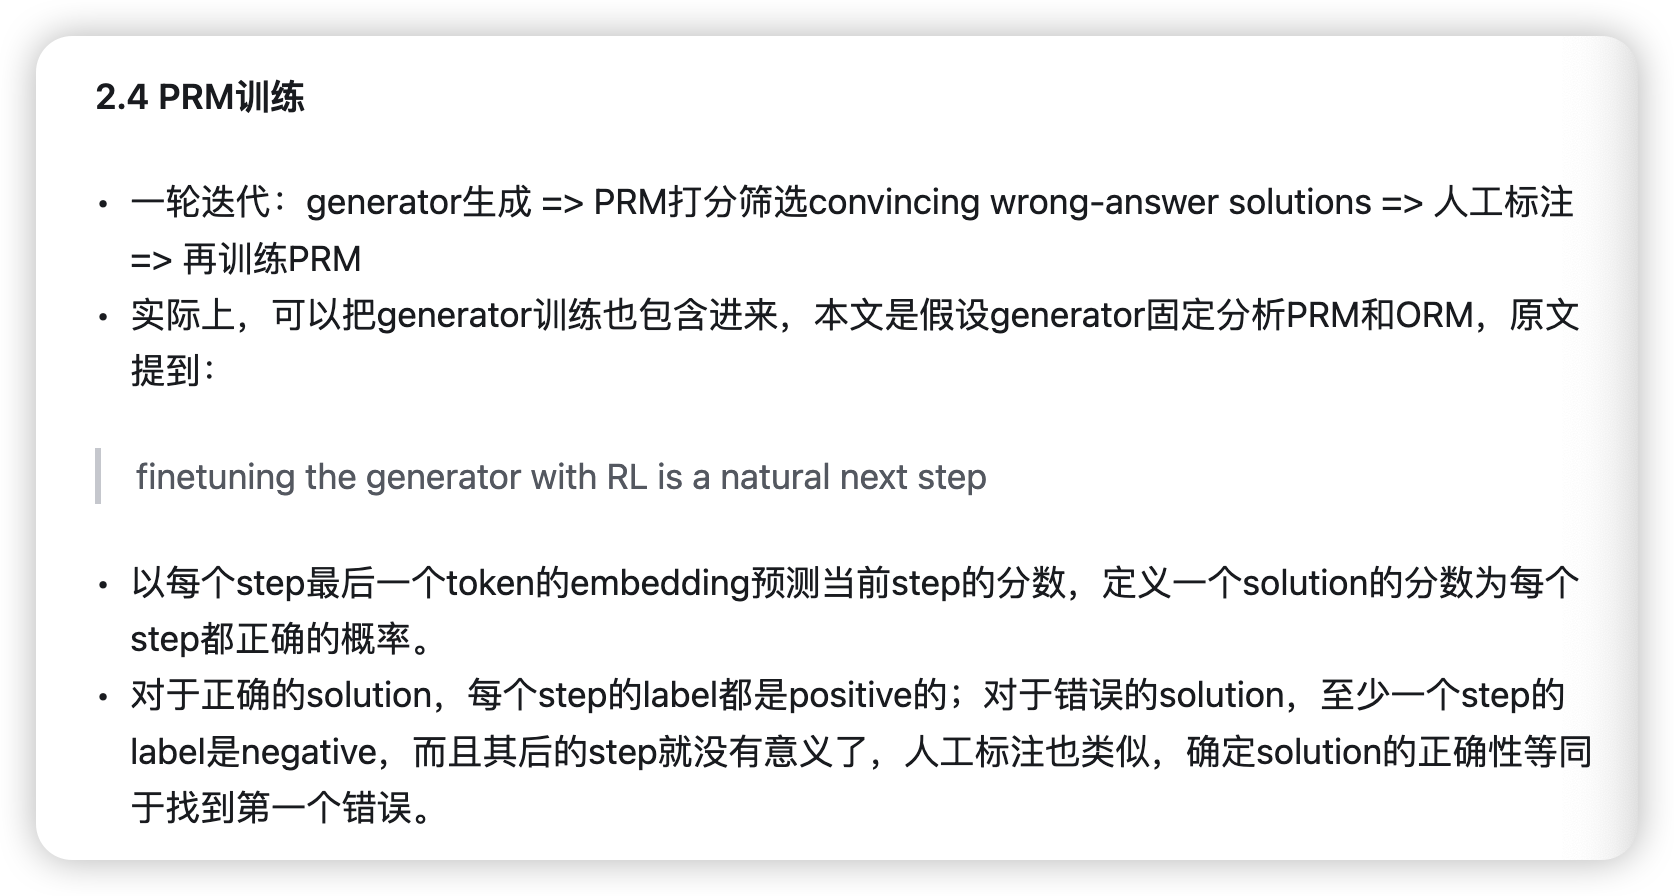 2.4 PRM训练
• 一轮迭代：generator生成 => PRM打分筛选convincing wrong-answer solutions => 人工标注
=> 再训练PRM
• 实际上，可以把generator训练也包含进来，本文是假设generator固定分析PRM和ORM，原文
提到：
finetuning the generator with RL is a natural next step
• 以每个step最后一个token的embedding预测当前step的分数，定义一个solution的分数为每个
step都正确的概率。
• 对于正确的solution，每个step的label都是positive的；对于错误的solution，至少一个step的
label是negative，而且其后的step就没有意义了，人工标注也类似，确定solution的正确性等同
于找到第一个错误。